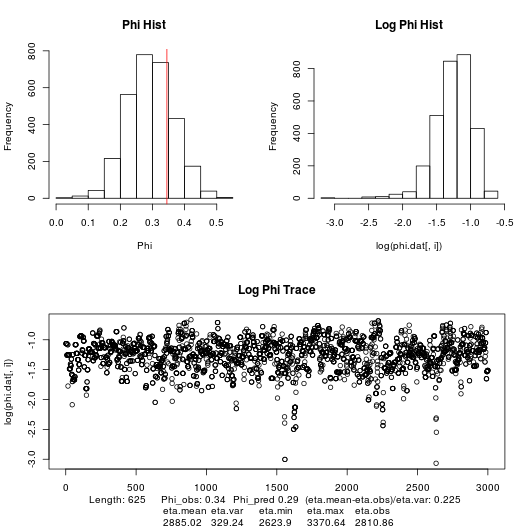 Phi Hist
Log Phi Hist
Frequency
0 200 400 600 800
0.0 0.1 0.2 0.3 0.4 0.5
Phi
Frequency
0 200 400 600 800
-3.0 -2.5 -2.0 -1.5 -1.0 -0.5
log(phi.dat[, i])
Log Phi Trace
log(phi.dat[, i])
-1.0 -1.5 -2.0 -2.5 -3.0
0 500 1000 1500 2000 2500 3000
Length: 625 Phi_obs: 0.34 Phi_pred 0.29 (eta.mean-eta.obs)/eta.var: 0.225
eta.mean eta.var eta.min eta.max eta.obs
2885.02 329.24 2623.9 3370.64 2810.86